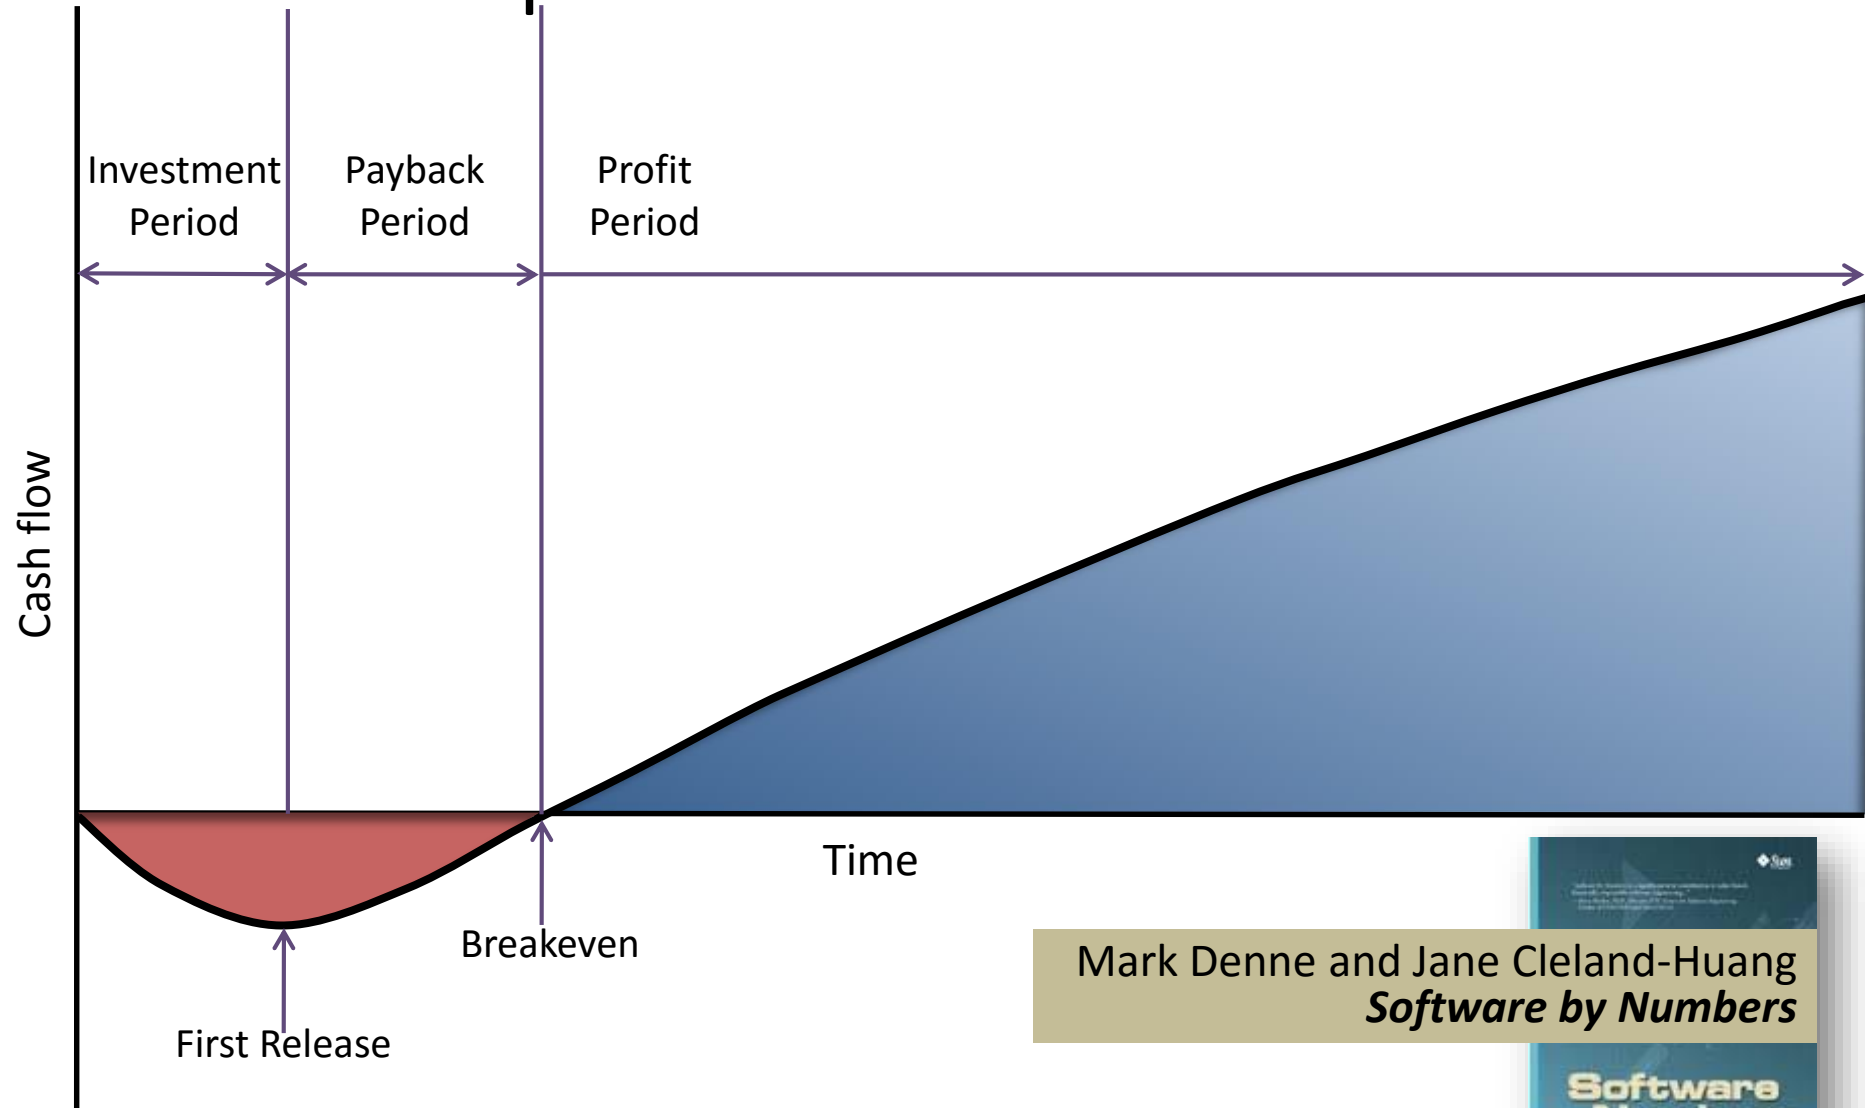 Investment
Period
Payback
Period
Profit
Period
Cash flow
Time
Breakeven
First Release
Mark Denne and Jane Cleland-Huang
Software by Numbers
Sun
Software